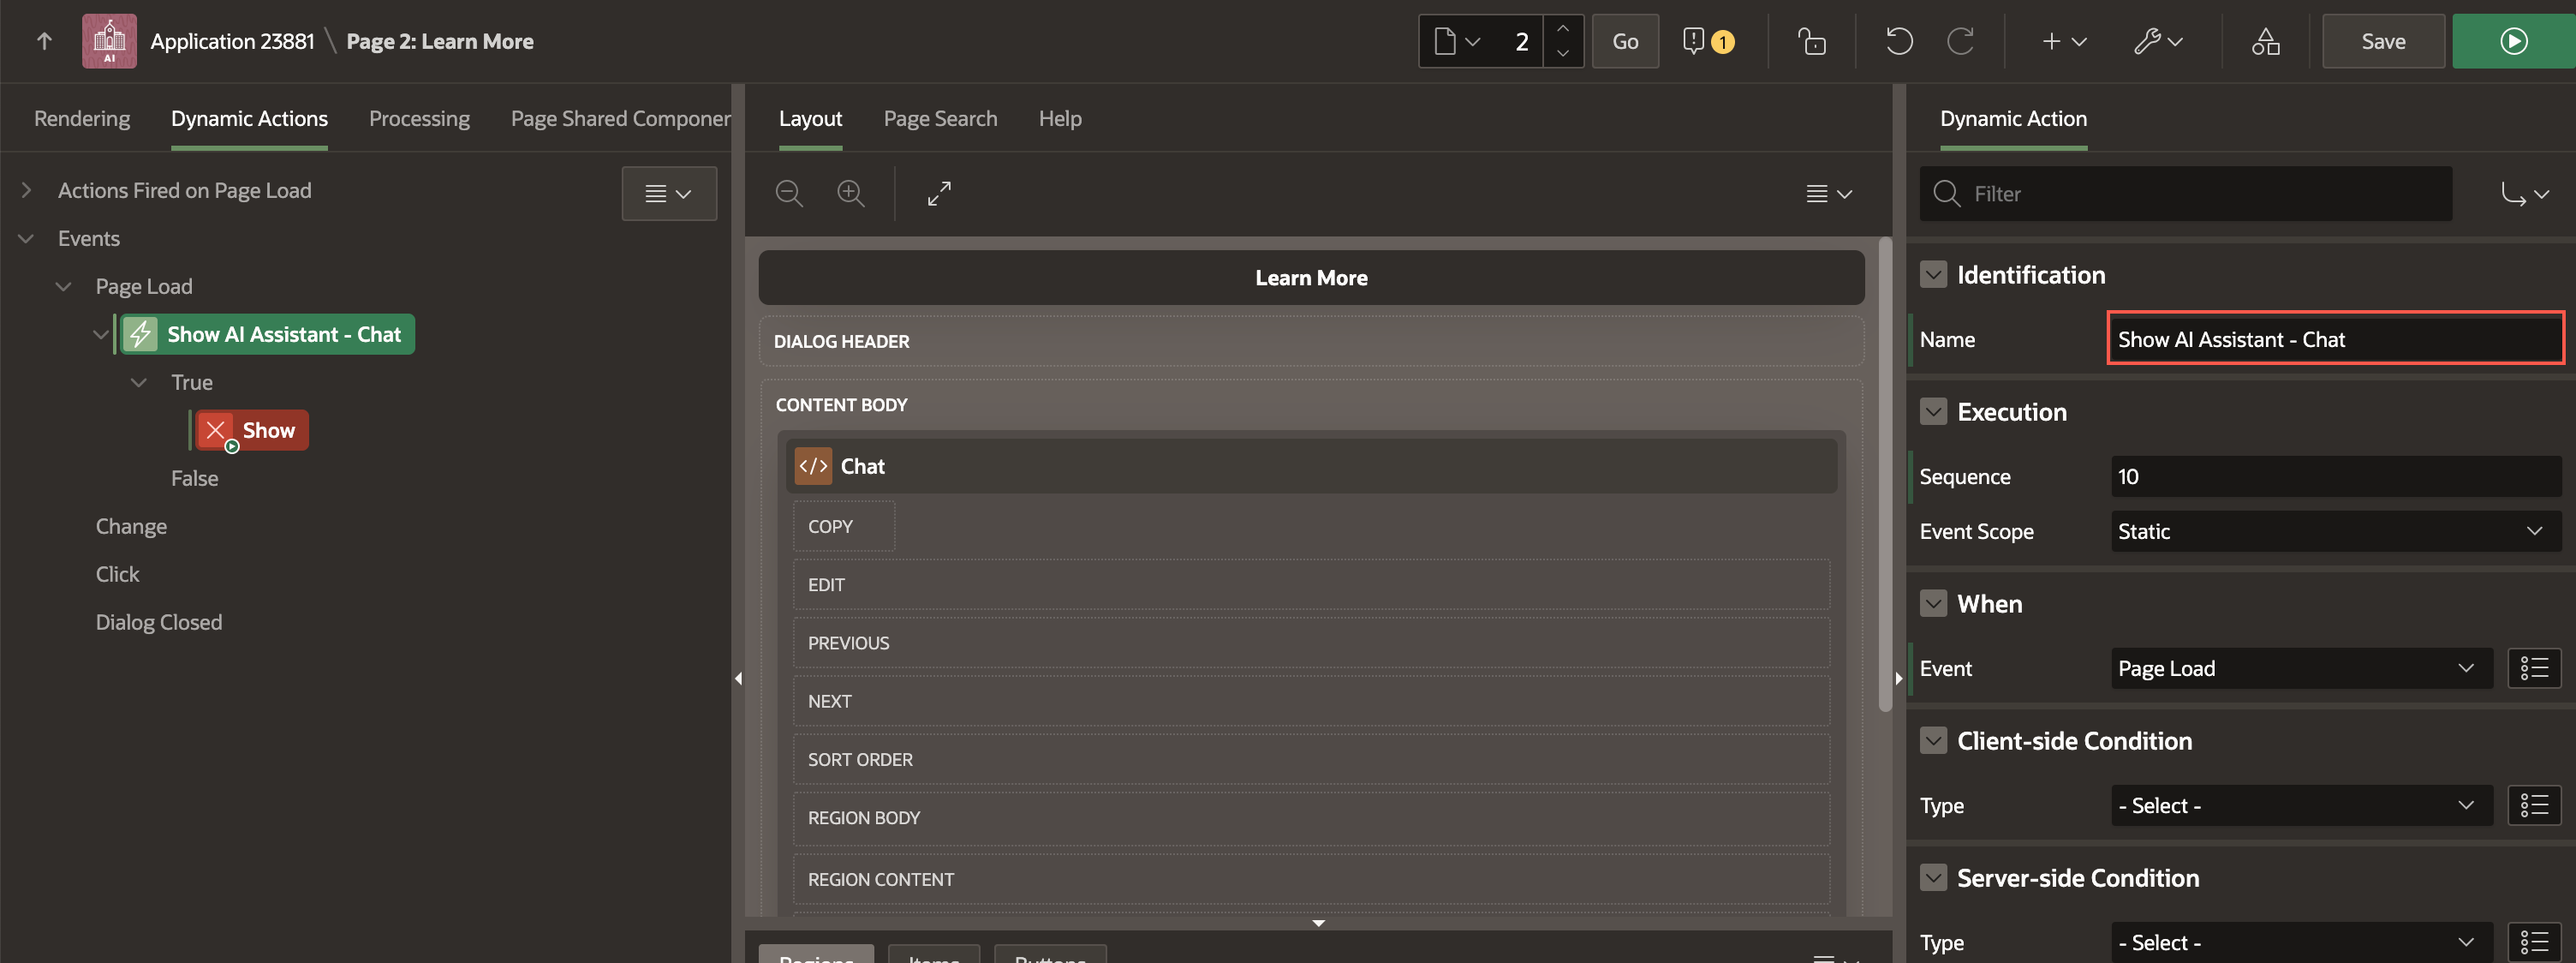 AI
Application 23881 \ Page 2: Learn More
2
Go
1
Save
Rendering
Dynamic Actions
Processing
Page Shared Componen
Actions Fired on Page Load
Events
Page Load
Show AI Assistant - Chat
True
Show
False
Change
Click
Dialog Closed
Layout
Page Search
Help
Learn More
DIALOG HEADER
CONTENT BODY
</> Chat
COPY
EDIT
PREVIOUS
NEXT
SORT ORDER
REGION BODY
REGION CONTENT
Regions
Items
Buttons
Dynamic Action
Filter
Identification
Name
Show AI Assistant - Chat
Execution
Sequence
10
Event Scope
Static
When
Event
Page Load
Client-side Condition
Type
- Select -
Server-side Condition
Type
- Select -